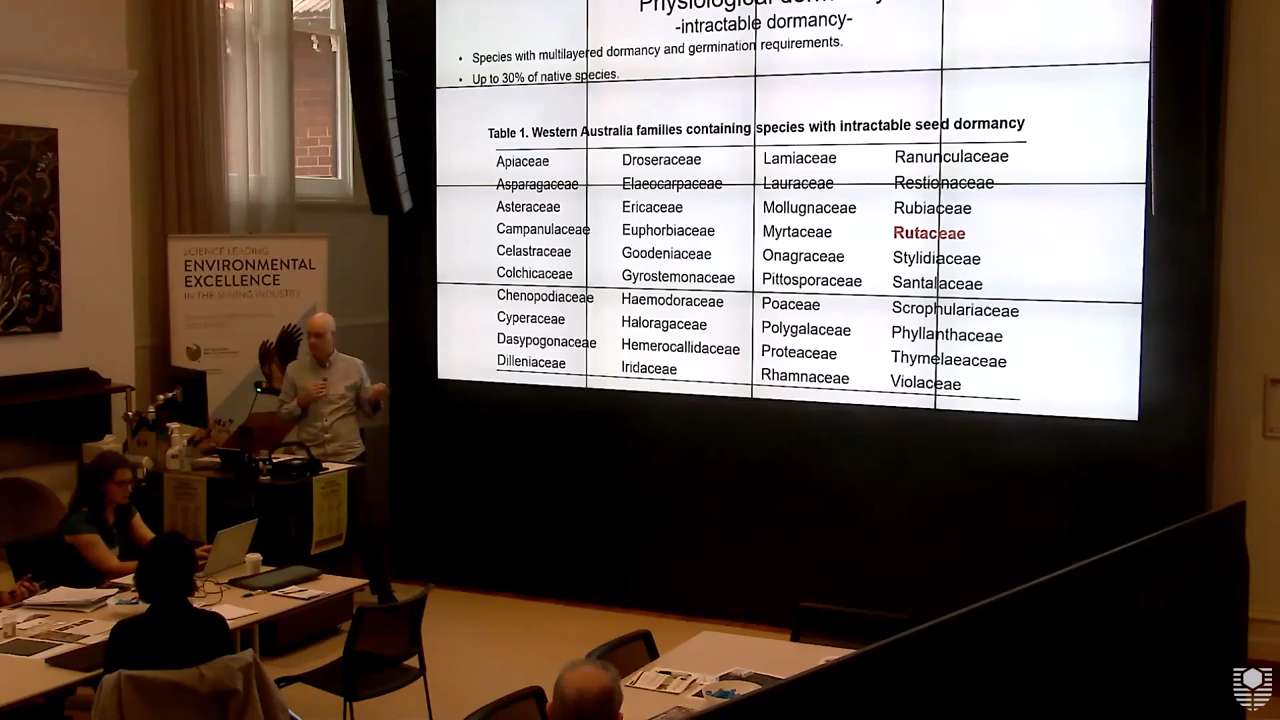 Physiological dormancy
-intractable dormancy-
• Species with multilayered dormancy and germination requirements.
• Up to 30% of native species.
Table 1. Western Australia families containing species with intractable seed dormancy
Apiaceae Droseraceae Lamiaceae Ranunculaceae
Asparagaceae Elaeocarpaceae Lauraceae Restionaceae
Asteraceae Ericaceae Mollugnaceae Rubiaceae
Campanulaceae Euphorbiaceae Myrtaceae Rutaceae
Celastraceae Goodeniaceae Onagraceae Stylidiaceae
Colchicaceae Gyrostemonaceae Pittosporaceae Santalaceae
Chenopodiaceae Haemodoraceae Poaceae Scrophulariaceae
Cyperaceae Haloragaceae Polygalaceae Phyllanthaceae
Dasypogonaceae Hemerocallidaceae Proteaceae Thymelaeaceae
Dilleniaceae Iridaceae Rhamnaceae Violaceae
SCIENCE LEADING
ENVIRONMENTAL
EXCELLENCE
IN THE MINING INDUSTRY